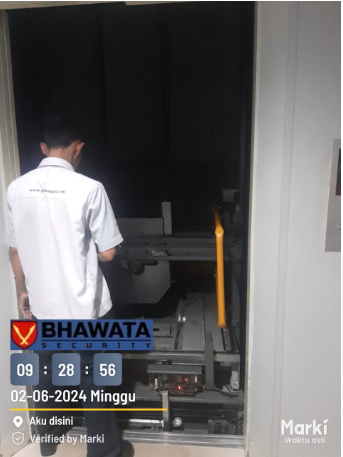 BHAWATA
SECURITY
09 : 28 : 56
02-06-2024 Minggu
Aku disini
Verified by Marki
Marki
Waktu asli